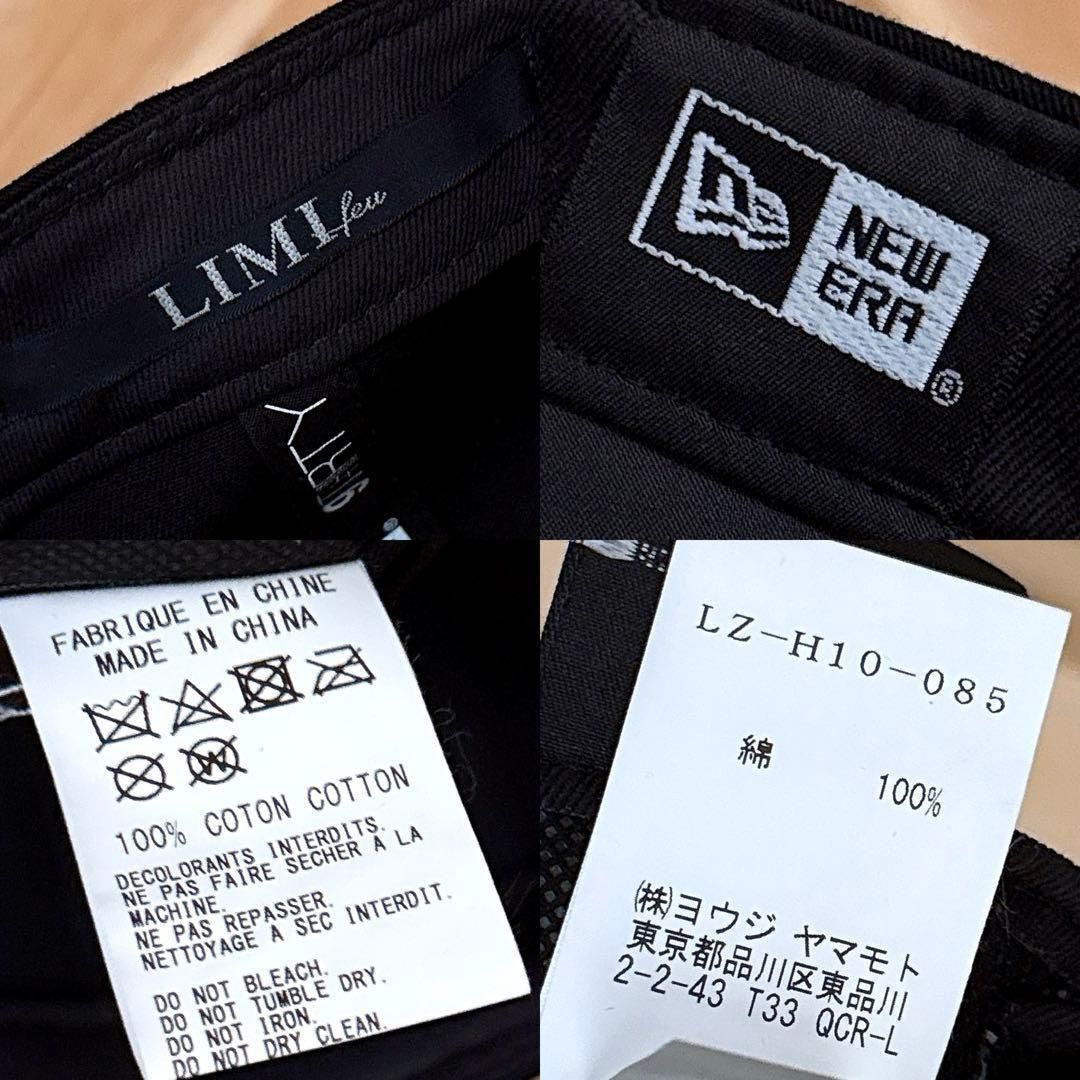 LIMI feu
NEW
ERA
®
FABRIQUE EN CHINE
MADE IN CHINA
W
100% COTON COTTON
DECOLORANTS INTERDITS.
NE PAS FAIRE SECHER A LA
MACHINE.
NE PAS REPASSER.
NETTOYAGE A SEC INTERDIT.
DO NOT BLEACH.
DO NOT TUMBLE DRY.
DO NOT IRON.
DO NOT DRY CLEAN.
LZ-H10-085
綿 100%
㈱ヨウジ ヤマモト
東京都品川区東品川
2-2-43 T33 QCR-L